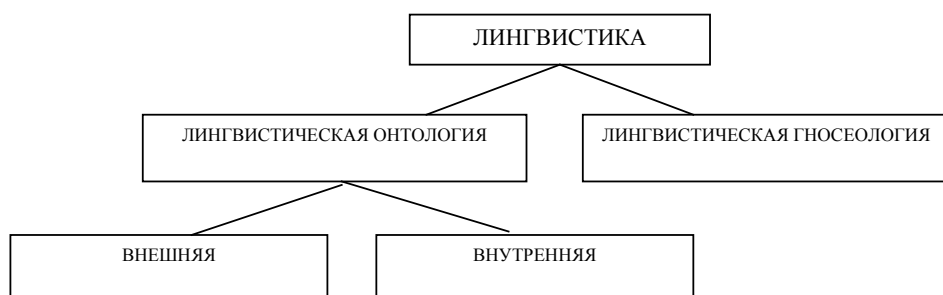 ЛИНГВИСТИКА
ЛИНГВИСТИЧЕСКАЯ ОНТОЛОГИЯ
ЛИНГВИСТИЧЕСКАЯ ГНОСЕОЛОГИЯ
ВНЕШНЯЯ
ВНУТРЕННЯЯ